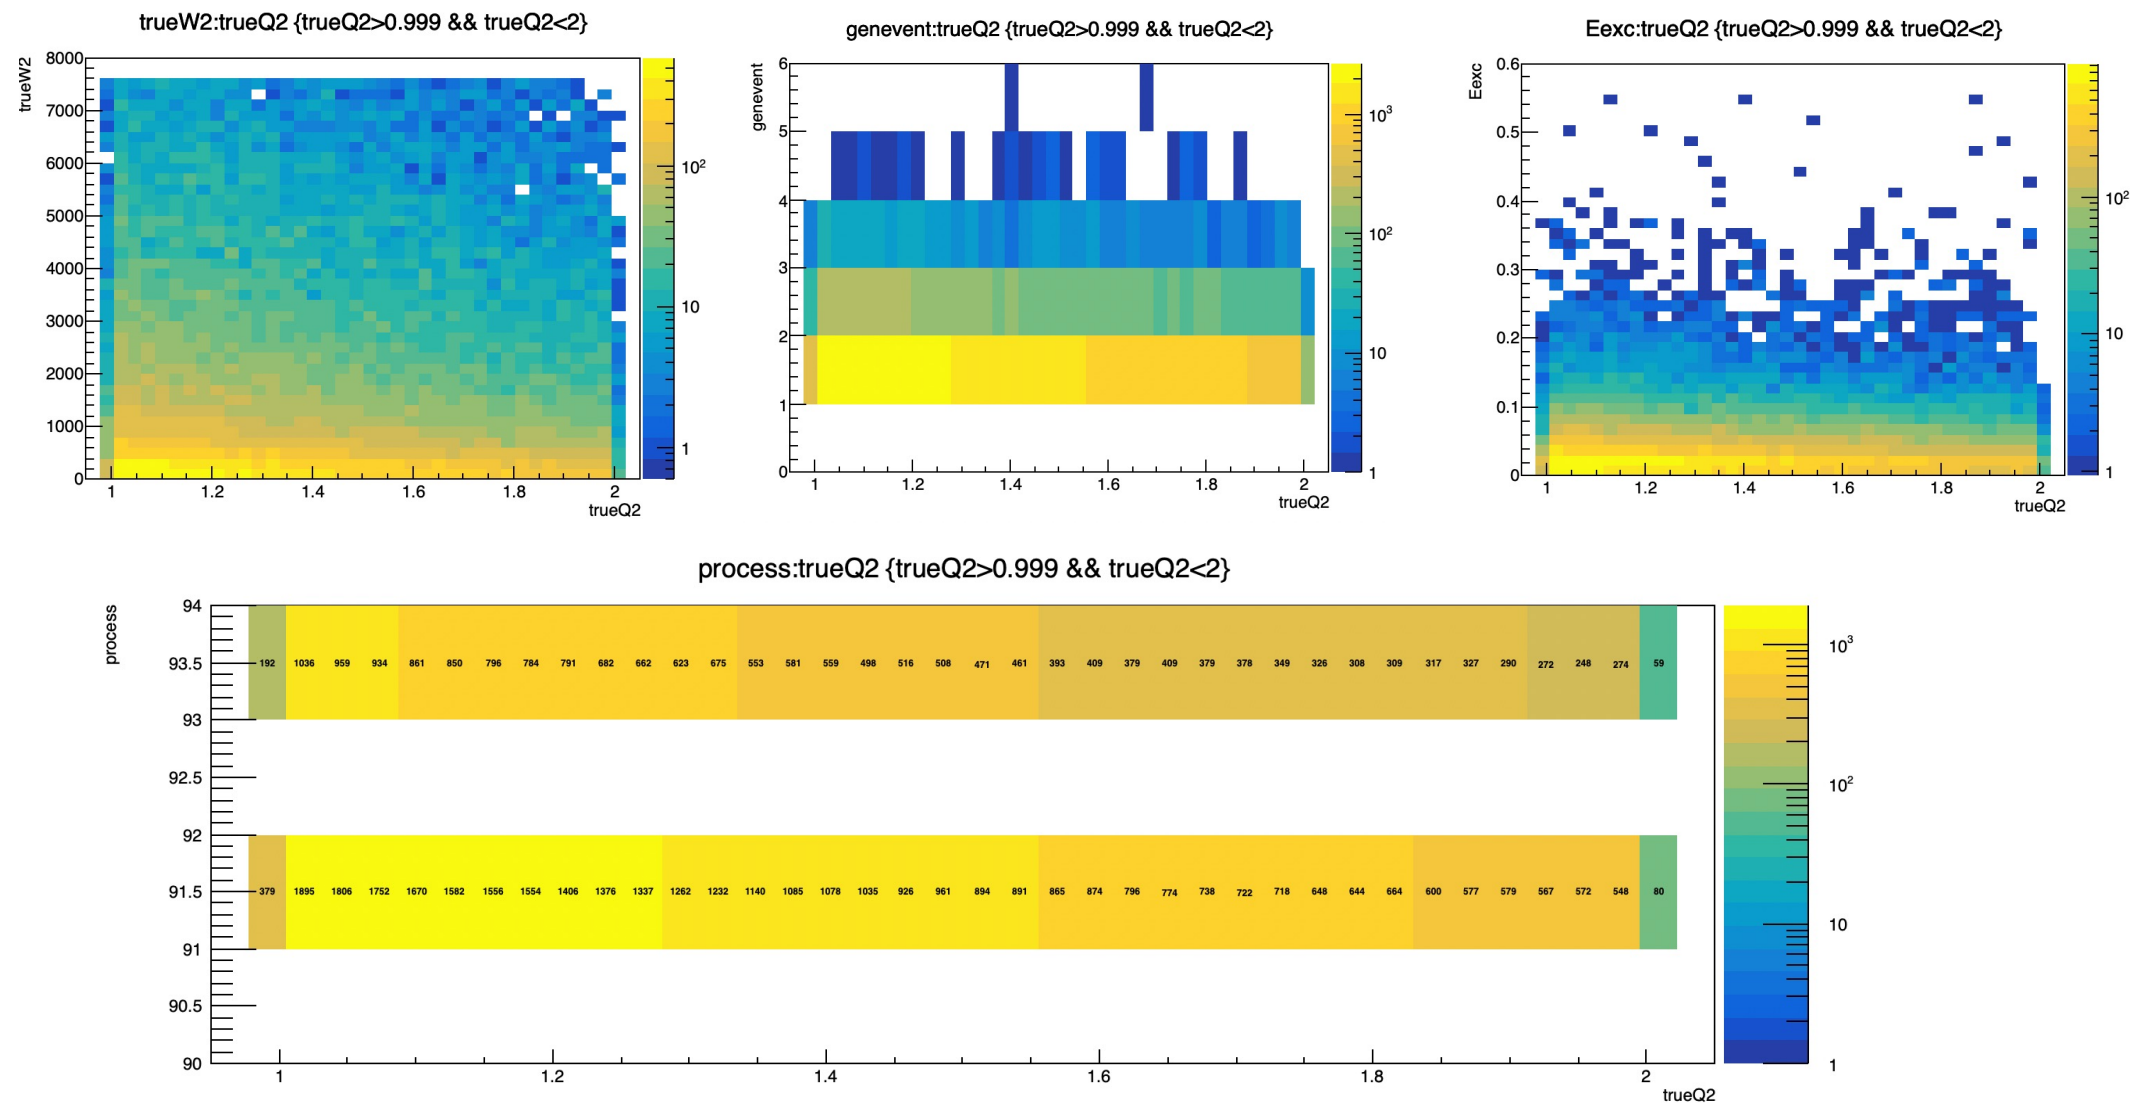 trueW2:trueQ2 {trueQ2>0.999 && trueQ2<2}
trueW2
8000
7000
6000
5000
4000
3000
2000
1000
0
1 1.2 1.4 1.6 1.8 2
trueQ2
10²
10
1
genevent:trueQ2 {trueQ2>0.999 && trueQ2<2}
genevent
6
5
4
3
2
1
0
1 1.2 1.4 1.6 1.8 2
trueQ2
10³
10²
10
1
Eexc:trueQ2 {trueQ2>0.999 && trueQ2<2}
Eexc
0.6
0.5
0.4
0.3
0.2
0.1
0
1 1.2 1.4 1.6 1.8 2
trueQ2
10²
10
1
process:trueQ2 {trueQ2>0.999 && trueQ2<2}
process
94
93.5
192 1036 959 934 861 850 796 784 791 682 662 623 675 553 581 559 498 516 508 471 461 393 409 379 409 379 378 349 326 308 309 317 327 290 272 248 274 59
93
92.5
92
91.5
379 1895 1806 1752 1670 1582 1556 1554 1406 1376 1337 1262 1232 1140 1085 1078 1035 926 961 894 891 865 874 796 774 738 722 718 648 644 664 600 577 579 567 572 548 80
91
90.5
90
1 1.2 1.4 1.6 1.8 2
trueQ2
10³
10²
10
1